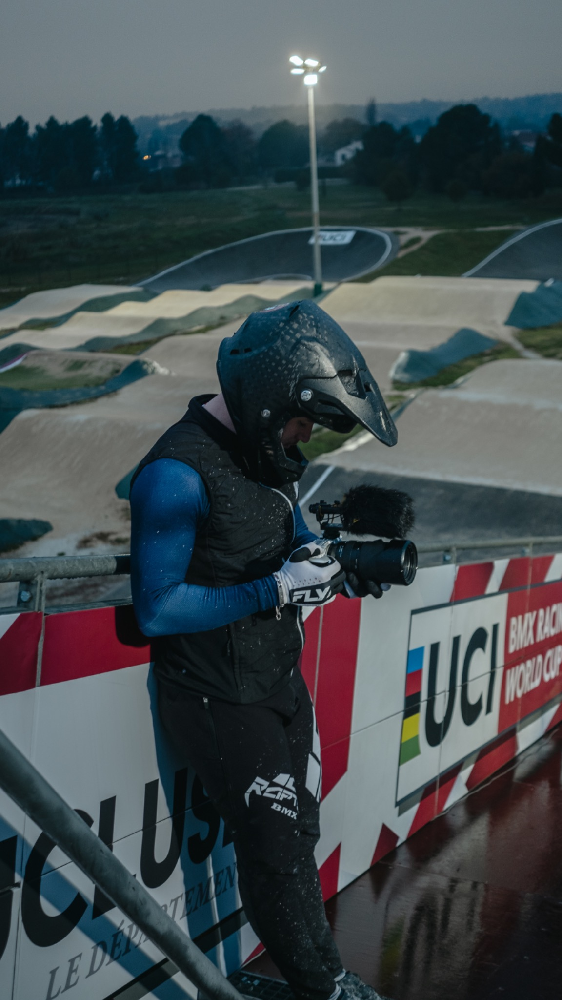 UCI
FLY
UCI
BMX RACIN
WORLD CUP
BMX
CLUS
LE DÉPARTEMEN